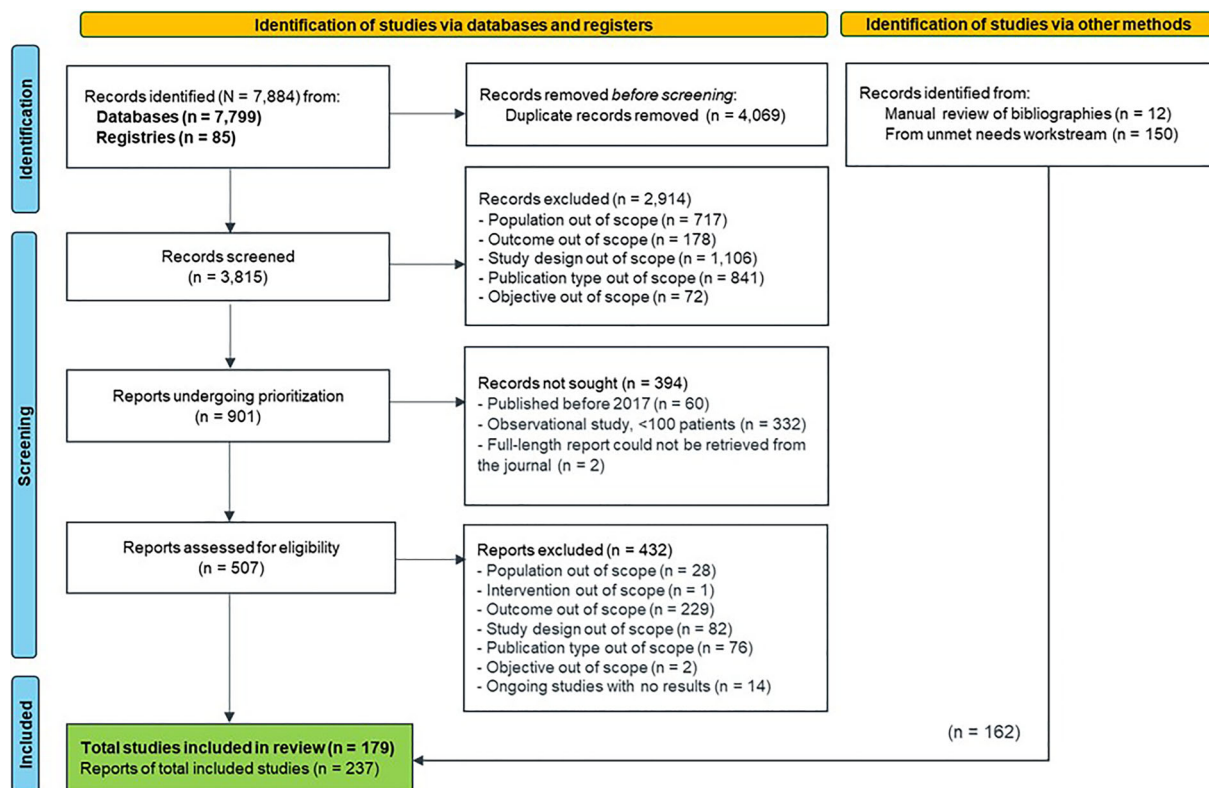 Identification of studies via databases and registers
Identification of studies via other methods
Identification
Records identified (N = 7,884) from:
Databases (n = 7,799)
Registries (n = 85)
Records removed before screening:
Duplicate records removed (n = 4,069)
Records identified from:
Manual review of bibliographies (n = 12)
From unmet needs workstream (n = 150)
Screening
Records screened
(n = 3,815)
Records excluded (n = 2,914)
- Population out of scope (n = 717)
- Outcome out of scope (n = 178)
- Study design out of scope (n = 1,106)
- Publication type out of scope (n = 841)
- Objective out of scope (n = 72)
Reports undergoing prioritization
(n = 901)
Records not sought (n = 394)
- Published before 2017 (n = 60)
- Observational study, <100 patients (n = 332)
- Full-length report could not be retrieved from
the journal (n = 2)
Reports assessed for eligibility
(n = 507)
Reports excluded (n = 432)
- Population out of scope (n = 28)
- Intervention out of scope (n = 1)
- Outcome out of scope (n = 229)
- Study design out of scope (n = 82)
- Publication type out of scope (n = 76)
- Objective out of scope (n = 2)
- Ongoing studies with no results (n = 14)
Included
Total studies included in review (n = 179)
Reports of total included studies (n = 237)
(n = 162)